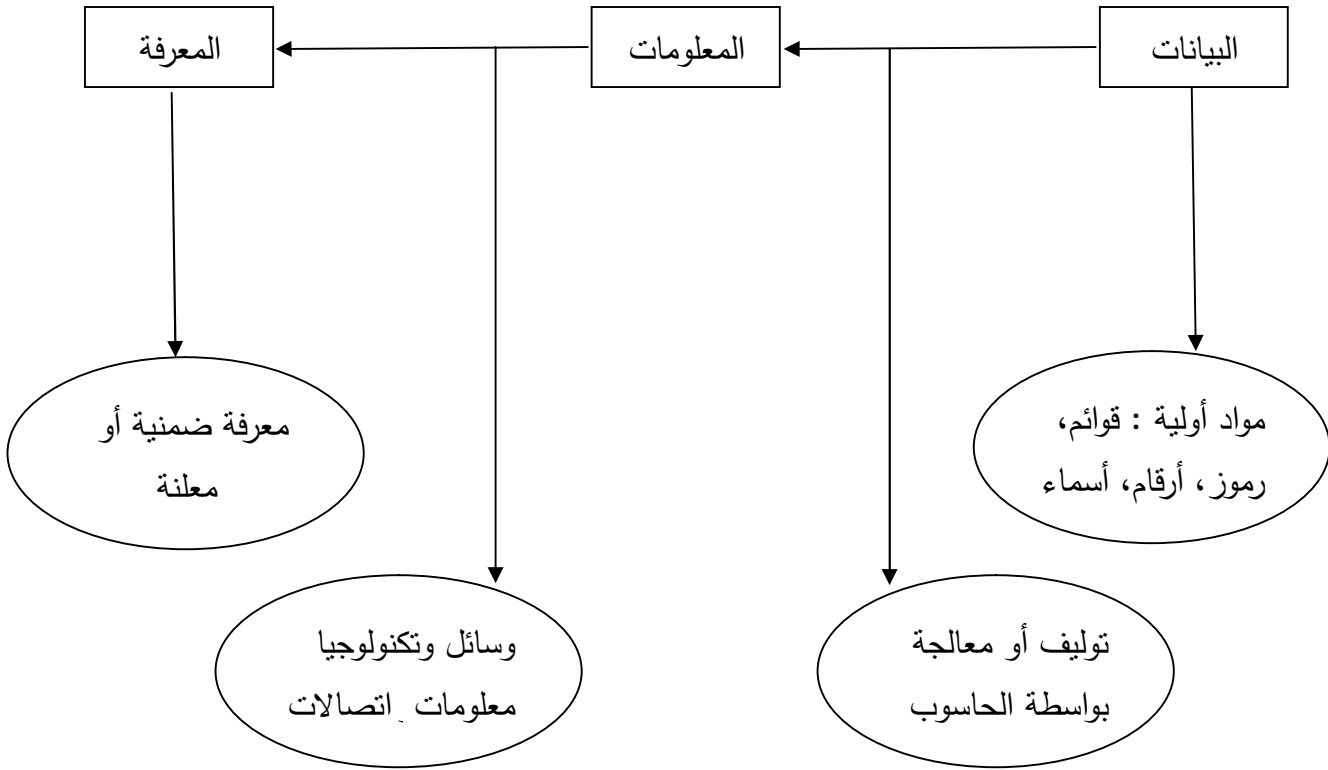 البيانات
المعلومات
المعرفة
مواد أولية : قوائم،
رموز، أرقام، أسماء
معرفة ضمنية أو
معلنة
توليف أو معالجة
بواسطة الحاسوب
وسائل وتكنولوجيا
معلومات اتصالات